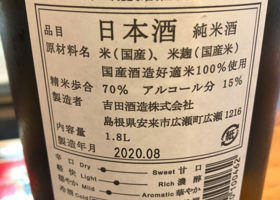 品目 日本酒 純米酒
原材料名 米(国産)、米麹(国産米)
国産酒造好適米100%使用
精米歩合 70% アルコール分 15%
製造者 吉田酒造株式会社
島根県安来市広瀬町広瀬1216
内容量 1.8L
製造年月 2020.08
辛口 Dry Sweet 甘口
軽快 Light Rich 濃醇
穏やか Mild Aromatic 華やか
冷酒 Cold